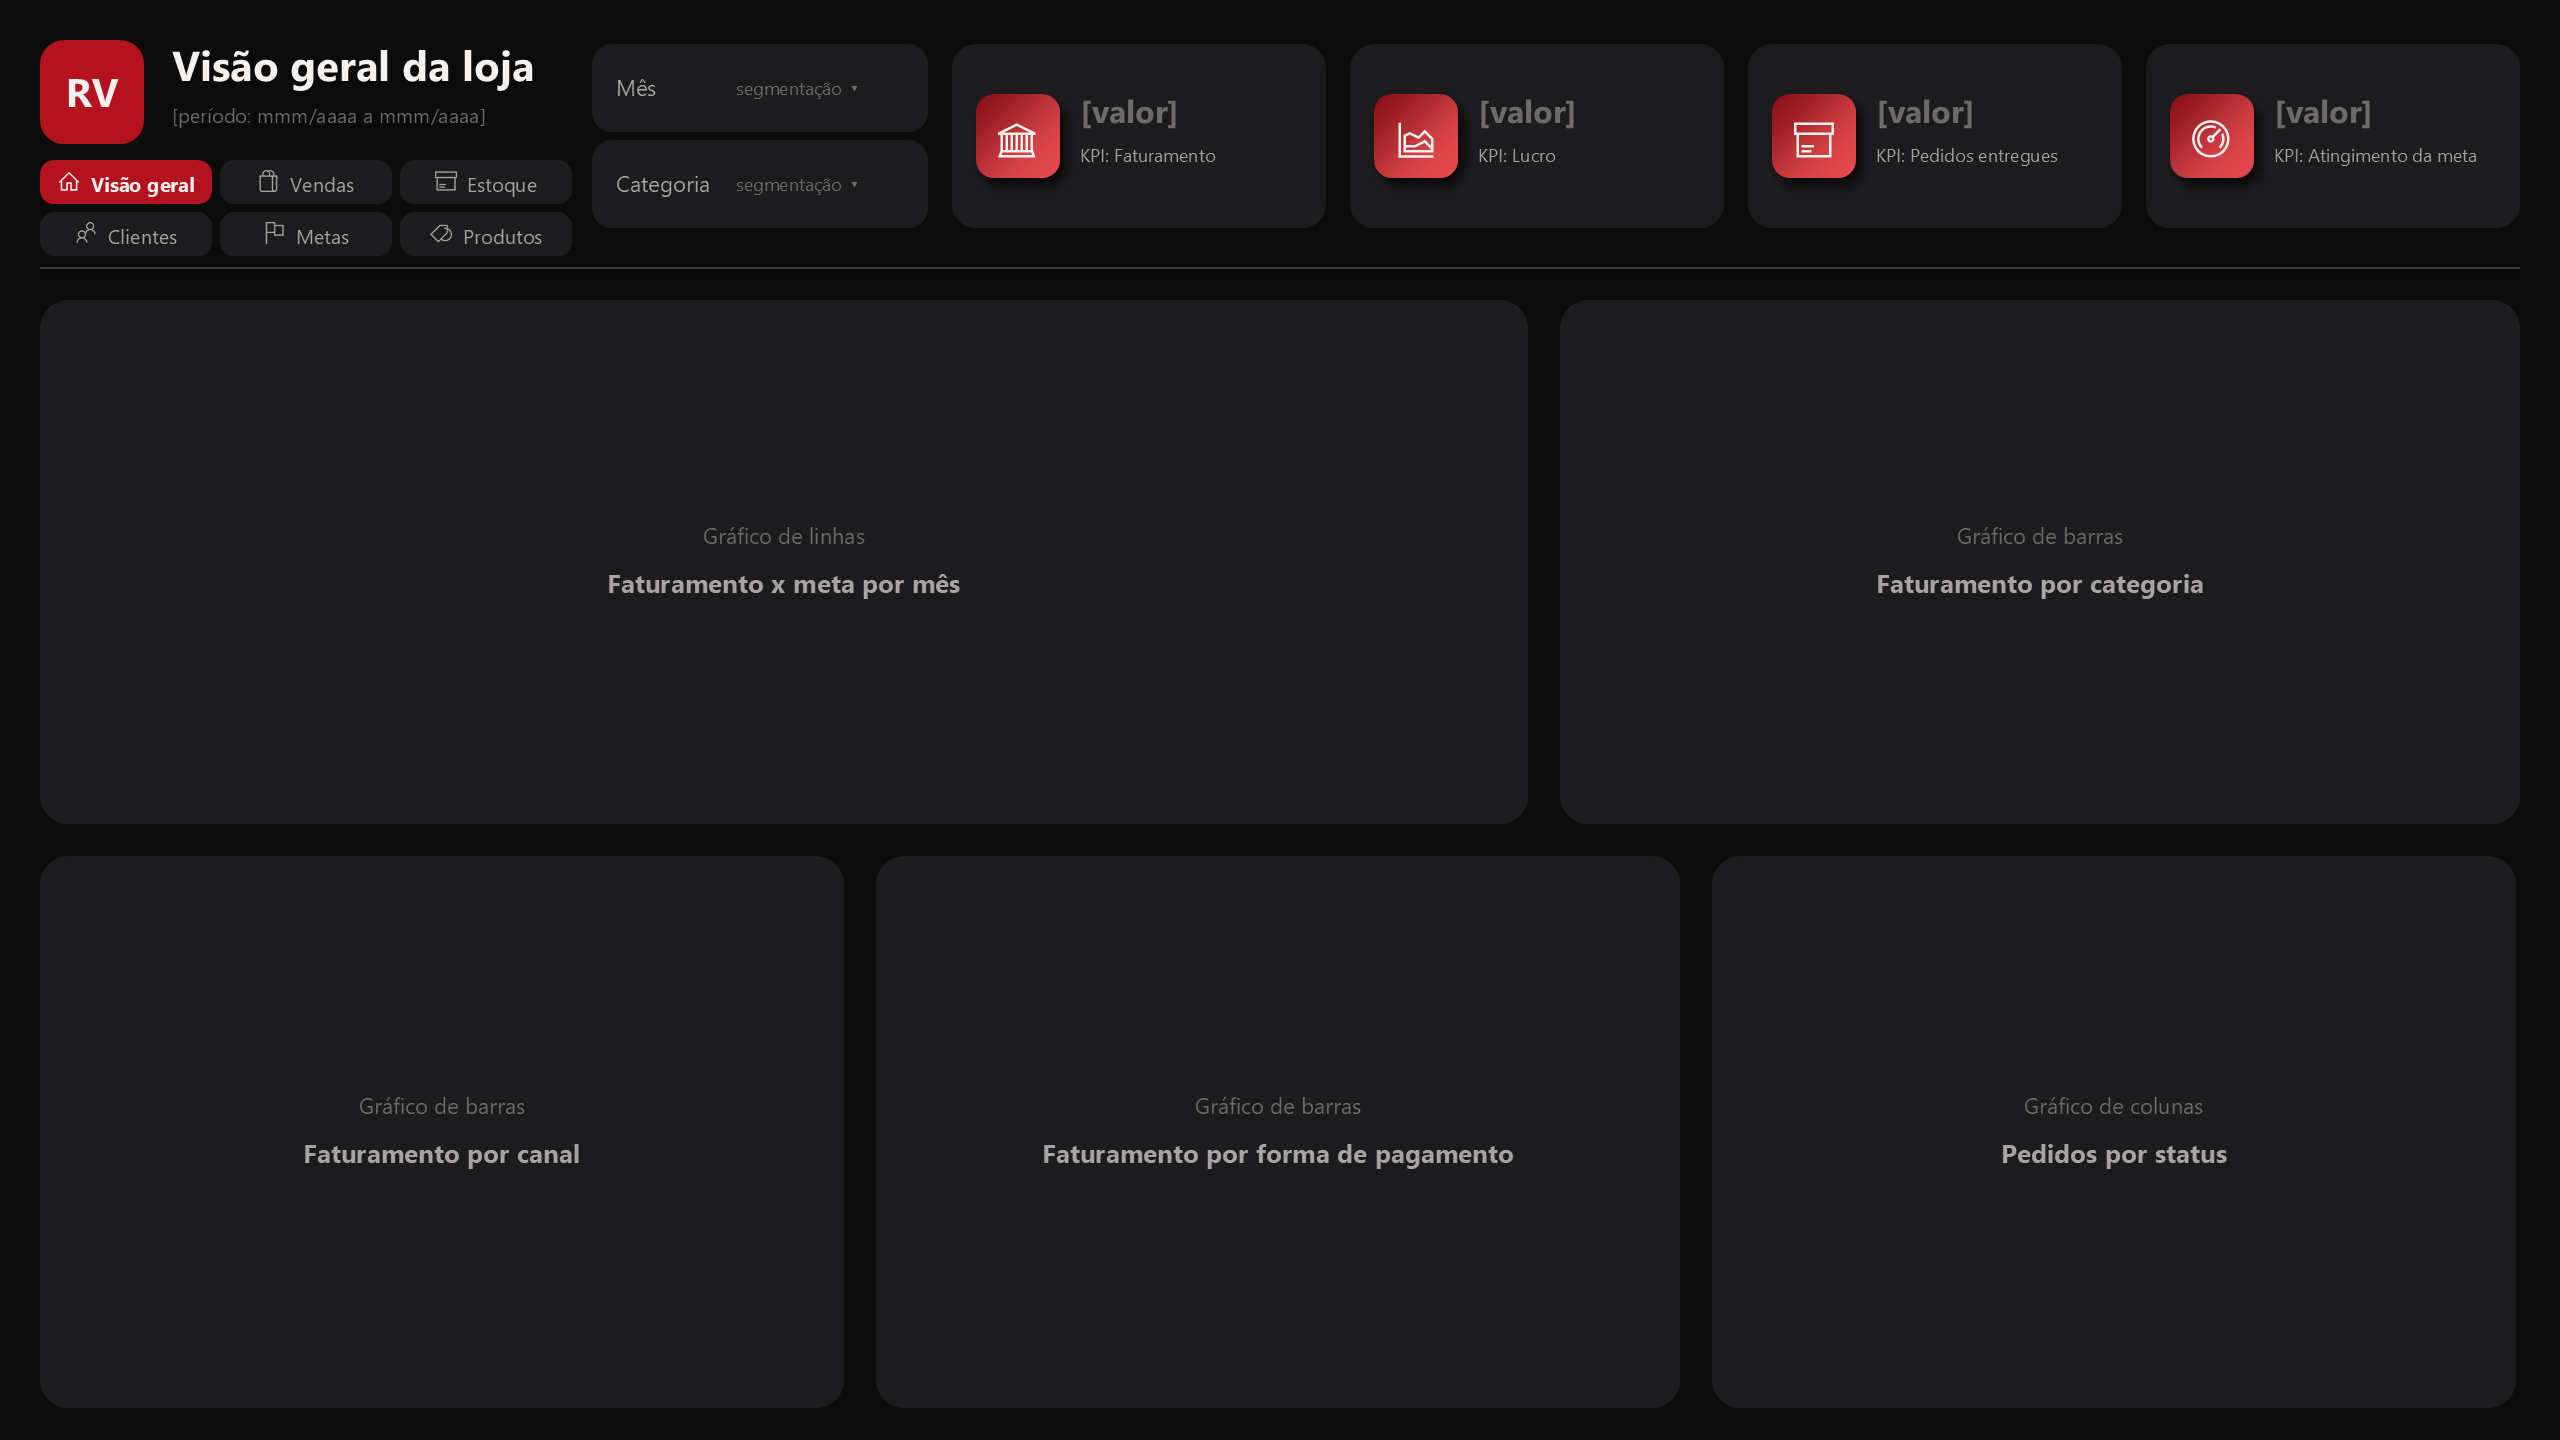 RV
Visão geral da loja
[período: mmm/aaaa a mmm/aaaa]
Visão geral
Vendas
Estoque
Clientes
Metas
Produtos
Mês
segmentação ▾
Categoria
segmentação ▾
[valor]
KPI: Faturamento
[valor]
KPI: Lucro
[valor]
KPI: Pedidos entregues
[valor]
KPI: Atingimento da meta
Gráfico de linhas
Faturamento x meta por mês
Gráfico de barras
Faturamento por categoria
Gráfico de barras
Faturamento por canal
Gráfico de barras
Faturamento por forma de pagamento
Gráfico de colunas
Pedidos por status